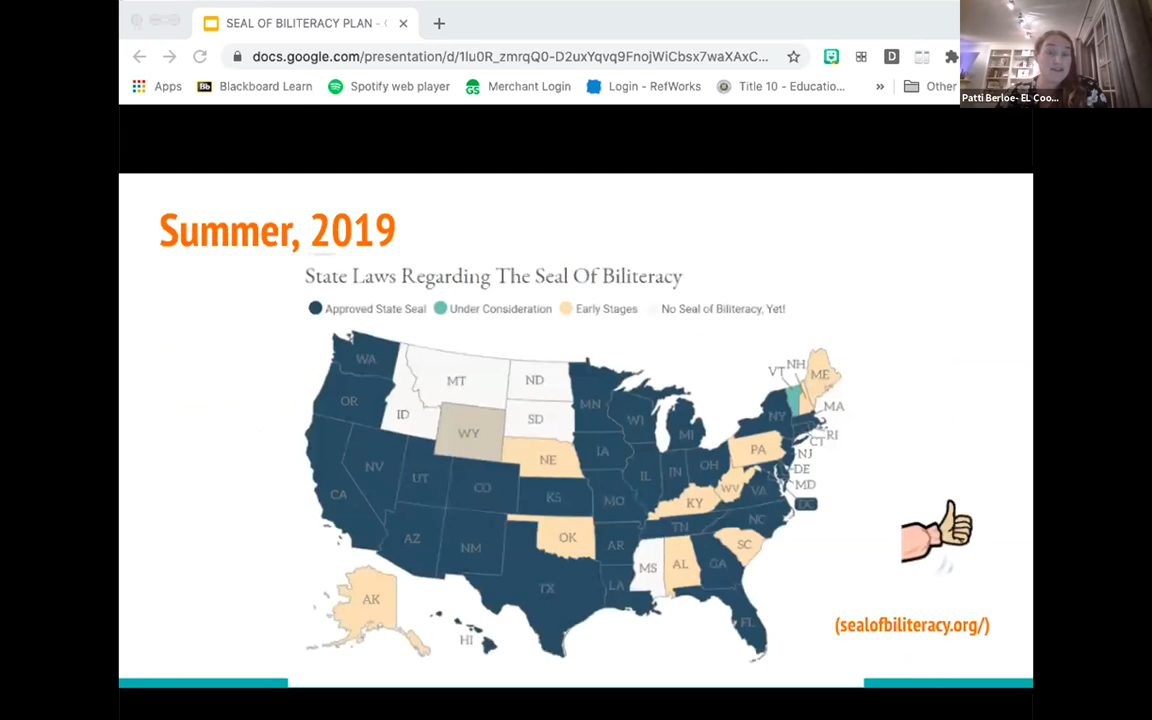 SEAL OF BILITERACY PLAN -
docs.google.com/presentation/d/1lu0R_zmrqQ0-D2uxYqvq9FnojWiCbsx7waXAxC...
Apps Blackboard Learn Spotify web player Merchant Login Login - RefWorks Title 10 - Educatio... » Other
Patti Berloe- EL Coo...
Summer, 2019
State Laws Regarding The Seal Of Biliteracy
Approved State Seal Under Consideration Early Stages No Seal of Biliteracy, Yet!
WA MT ND MN VT NH ME
OR ID SD WI MI NY MA
WY CT RI
NV UT CO NE IA IL IN OH PA NJ
DE
CA KS MO KY WV VA MD
DC
AZ NM OK AR TN NC
TX LA MS AL GA SC
AK HI FL
(sealofbiliteracy.org/)